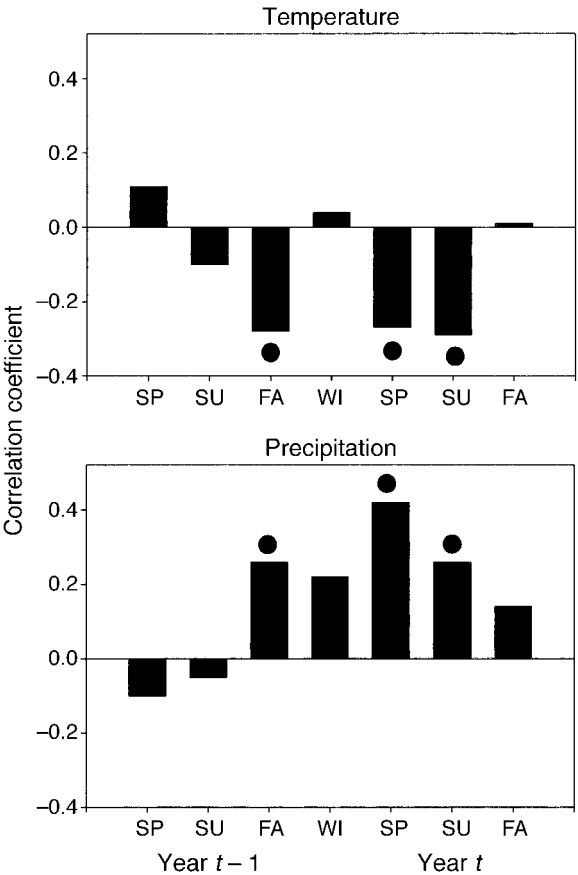 Temperature
0.4
0.2
0.0
−0.2
−0.4
SP SU FA WI SP SU FA
Correlation coefficient
Precipitation
0.4
0.2
0.0
−0.2
−0.4
SP SU FA WI SP SU FA
Year t − 1 Year t